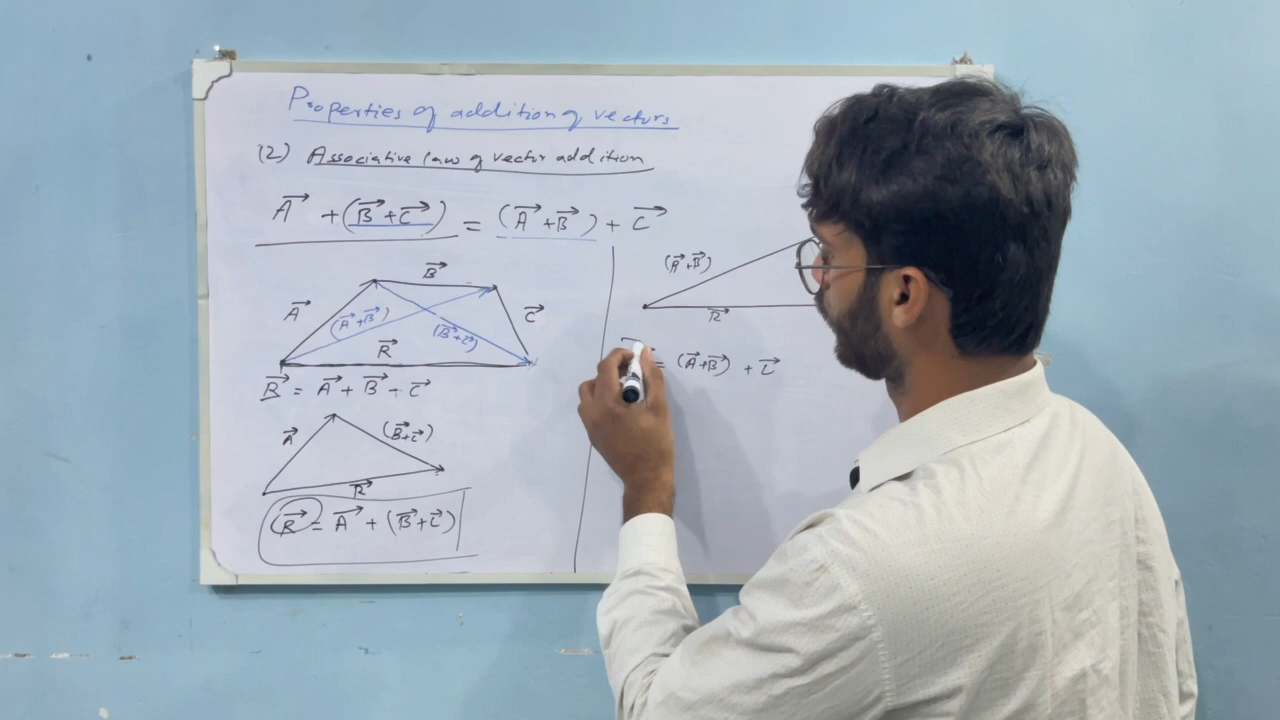 Properties of addition of vectors
(2) Associative law of vector addition
A⃗ + (B⃗ + C⃗) = (A⃗ + B⃗) + C⃗
B⃗
A⃗
(A⃗+B⃗)
(B⃗+C⃗)
C⃗
R⃗
R⃗ = A⃗ + B⃗ + C⃗
A⃗
(B⃗+C⃗)
R⃗
R⃗ = A⃗ + (B⃗+C⃗)
(A⃗+B⃗)
R⃗
= (A⃗+B⃗) + C⃗